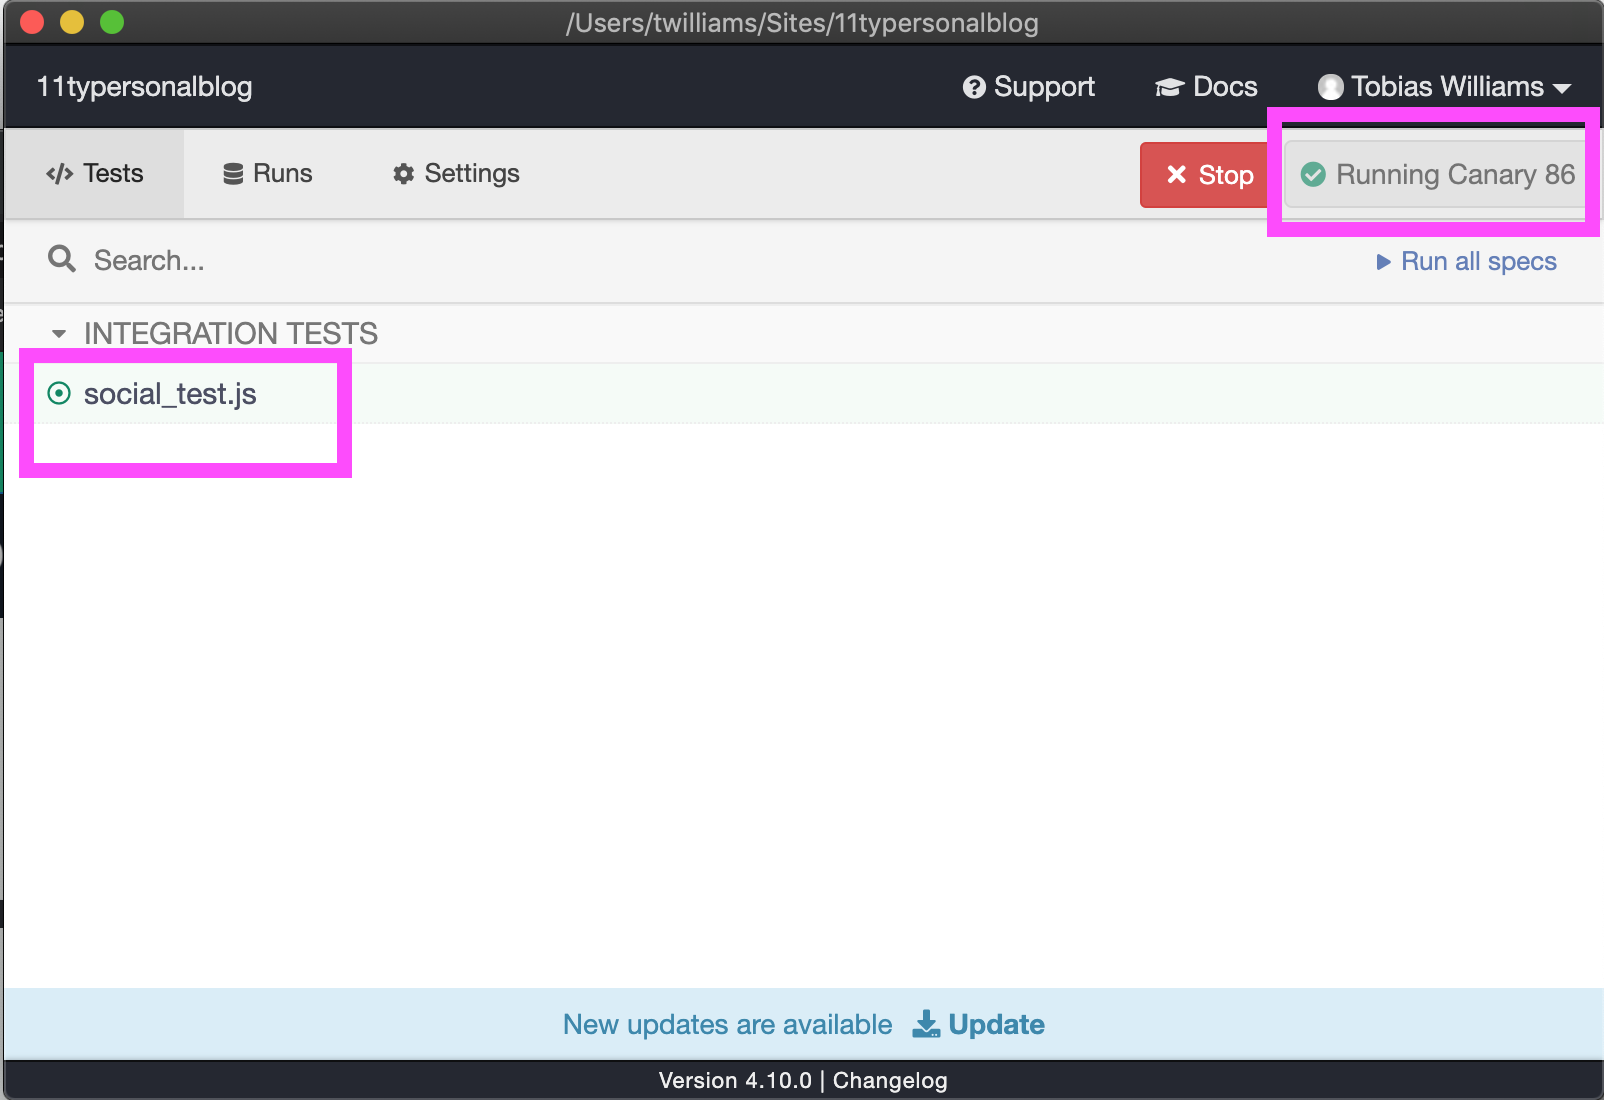 /Users/twilliams/Sites/11typersonalblog
11typersonalblog Support Docs Tobias Williams
Tests Runs Settings Stop Running Canary 86
Search... Run all specs
INTEGRATION TESTS
social_test.js
New updates are available Update
Version 4.10.0 | Changelog